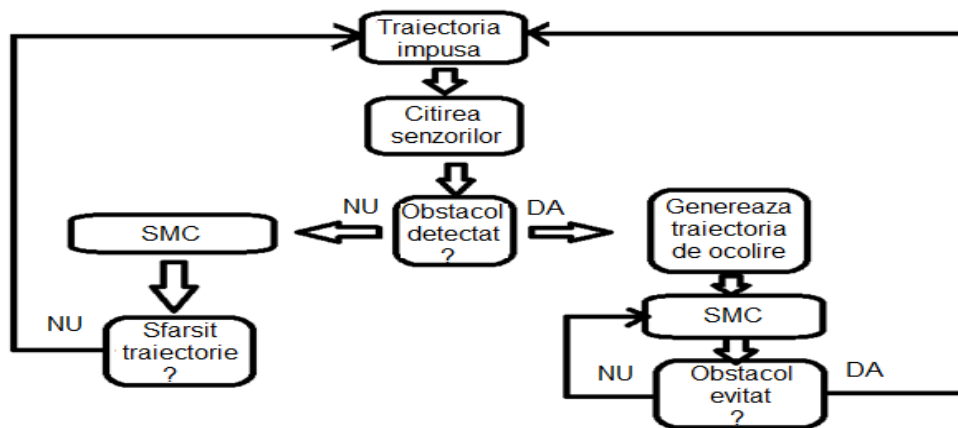 Traiectoria
impusa
Citirea
senzorilor
NU
Obstacol
detectat
?
DA
SMC
Genereaza
traiectoria
de ocolire
NU
Sfarsit
traiectorie
?
SMC
NU
Obstacol
evitat
?
DA